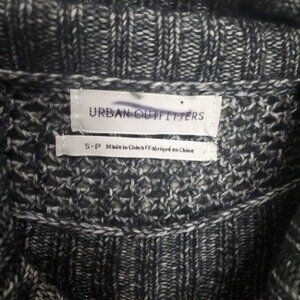 URBAN OUTFITTERS
S-P Made in China / Fabriqué en Chine